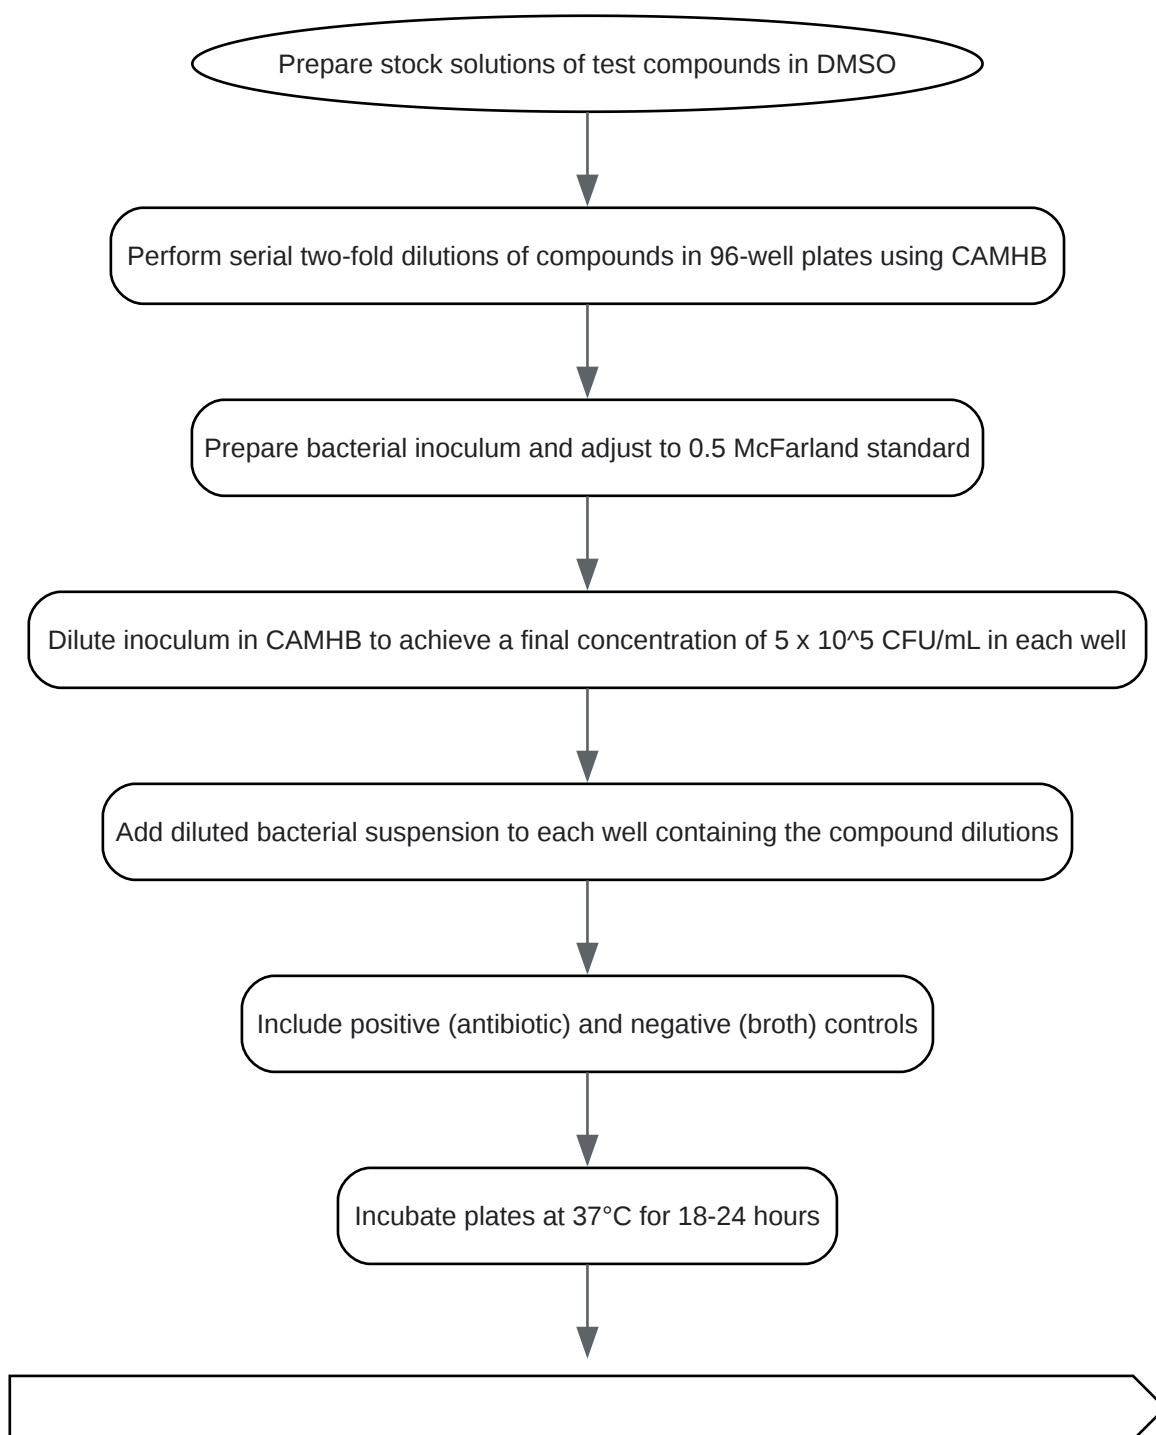 Prepare stock solutions of test compounds in DMSO
Perform serial two-fold dilutions of compounds in 96-well plates using CAMHB
Prepare bacterial inoculum and adjust to 0.5 McFarland standard
Dilute inoculum in CAMHB to achieve a final concentration of 5 x 10^5 CFU/mL in each well
Add diluted bacterial suspension to each well containing the compound dilutions
Include positive (antibiotic) and negative (broth) controls
Incubate plates at 37°C for 18-24 hours